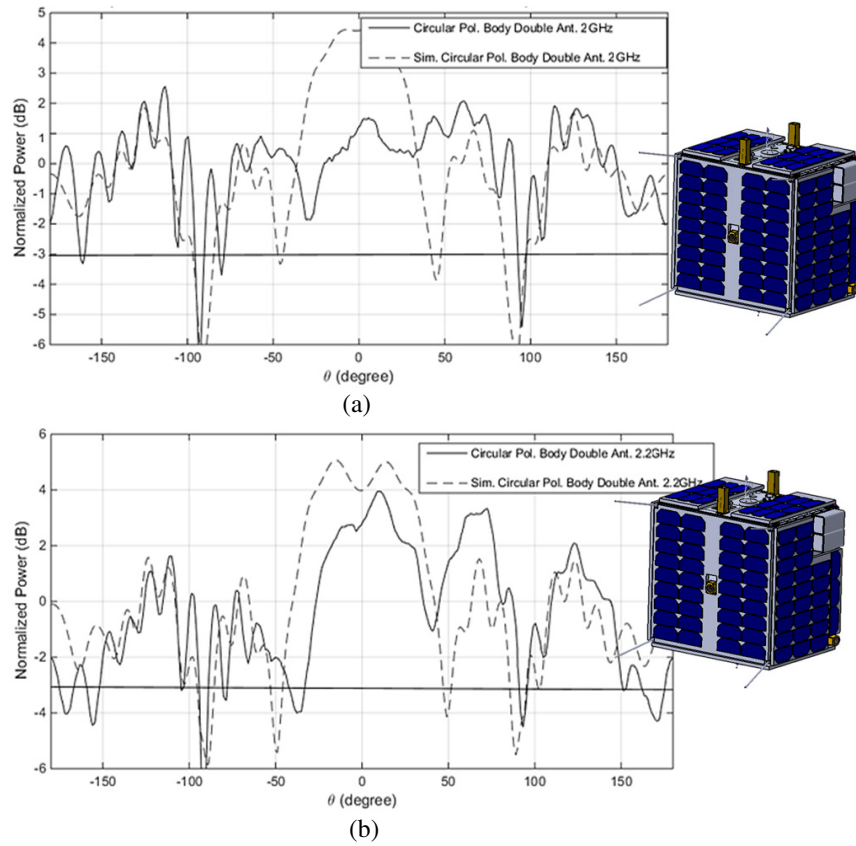 5
4
3
2
1
0
-1
-2
-3
-4
-5
-6
Normalized Power (dB)
Circular Pol. Body Double Ant. 2GHz
Sim. Circular Pol. Body Double Ant. 2GHz
-150 -100 -50 0 50 100 150
θ (degree)
(a)
6
4
2
0
-2
-4
-6
Normalized Power (dB)
Circular Pol. Body Double Ant. 2.2GHz
Sim. Circular Pol. Body Double Ant. 2.2GHz
-150 -100 -50 0 50 100 150
θ (degree)
(b)